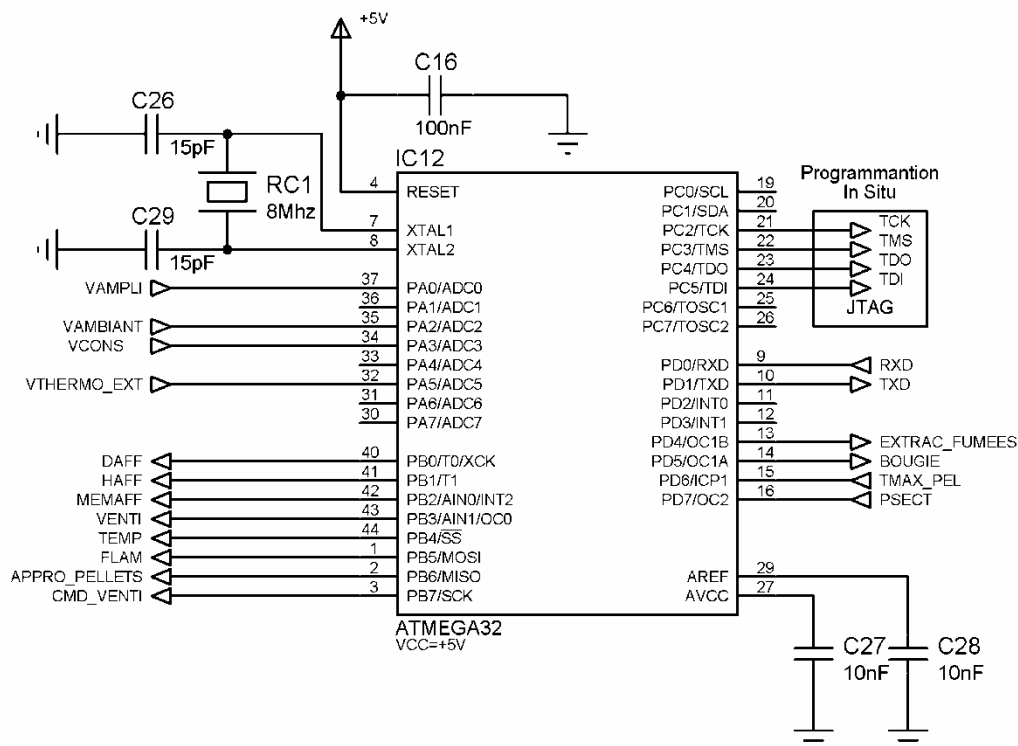 +5V
C16
100nF
C26
15pF
RC1
8Mhz
C29
15pF
IC12
4 RESET
7 XTAL1
8 XTAL2
VAMPLI 37 PA0/ADC0
36 PA1/ADC1
VAMBIANT 35 PA2/ADC2
VCONS 34 PA3/ADC3
33 PA4/ADC4
VTHERMO_EXT 32 PA5/ADC5
31 PA6/ADC6
30 PA7/ADC7
DAFF 40 PB0/T0/XCK
HAFF 41 PB1/T1
MEMAFF 42 PB2/AIN0/INT2
VENTI 43 PB3/AIN1/OC0
TEMP 44 PB4/SS
FLAM 1 PB5/MOSI
APPRO_PELLETS 2 PB6/MISO
CMD_VENTI 3 PB7/SCK
PC0/SCL 19
PC1/SDA 20
PC2/TCK 21
PC3/TMS 22
PC4/TDO 23
PC5/TDI 24
PC6/TOSC1 25
PC7/TOSC2 26
Programmantion
In Situ
TCK
TMS
TDO
TDI
JTAG
PD0/RXD 9 RXD
PD1/TXD 10 TXD
PD2/INT0 11
PD3/INT1 12
PD4/OC1B 13 EXTRAC_FUMEES
PD5/OC1A 14 BOUGIE
PD6/ICP1 15 TMAX_PEL
PD7/OC2 16 PSECT
AREF 29
AVCC 27
ATMEGA32
VCC=+5V
C27
10nF
C28
10nF